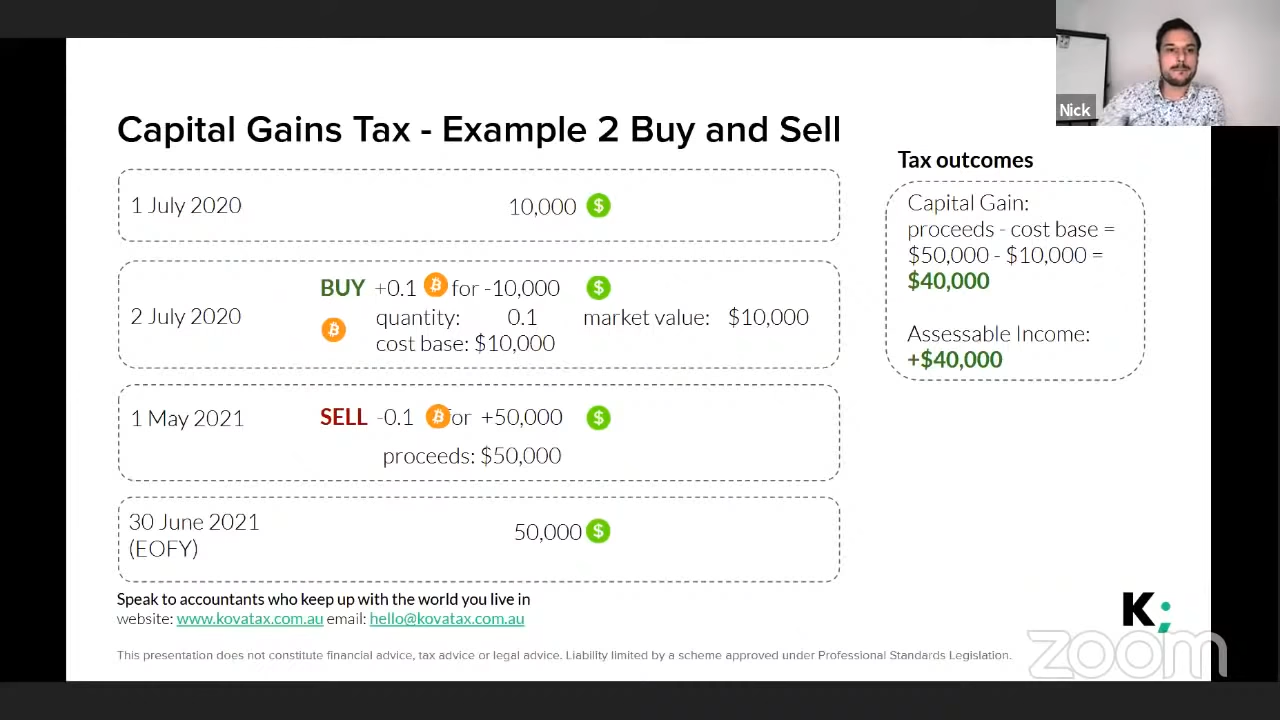 Nick
Capital Gains Tax - Example 2 Buy and Sell
Tax outcomes
1 July 2020 10,000 $
Capital Gain:
proceeds - cost base =
$50,000 - $10,000 =
$40,000
Assessable Income:
+$40,000
BUY +0.1 ₿ for -10,000 $
2 July 2020
₿ quantity: 0.1 market value: $10,000
cost base: $10,000
1 May 2021 SELL -0.1 ₿ for +50,000 $
proceeds: $50,000
30 June 2021
(EOFY)
50,000 $
Speak to accountants who keep up with the world you live in
website: www.kovatax.com.au email: hello@kovatax.com.au
K;
zoom
This presentation does not constitute financial advice, tax advice or legal advice. Liability limited by a scheme approved under Professional Standards Legislation.